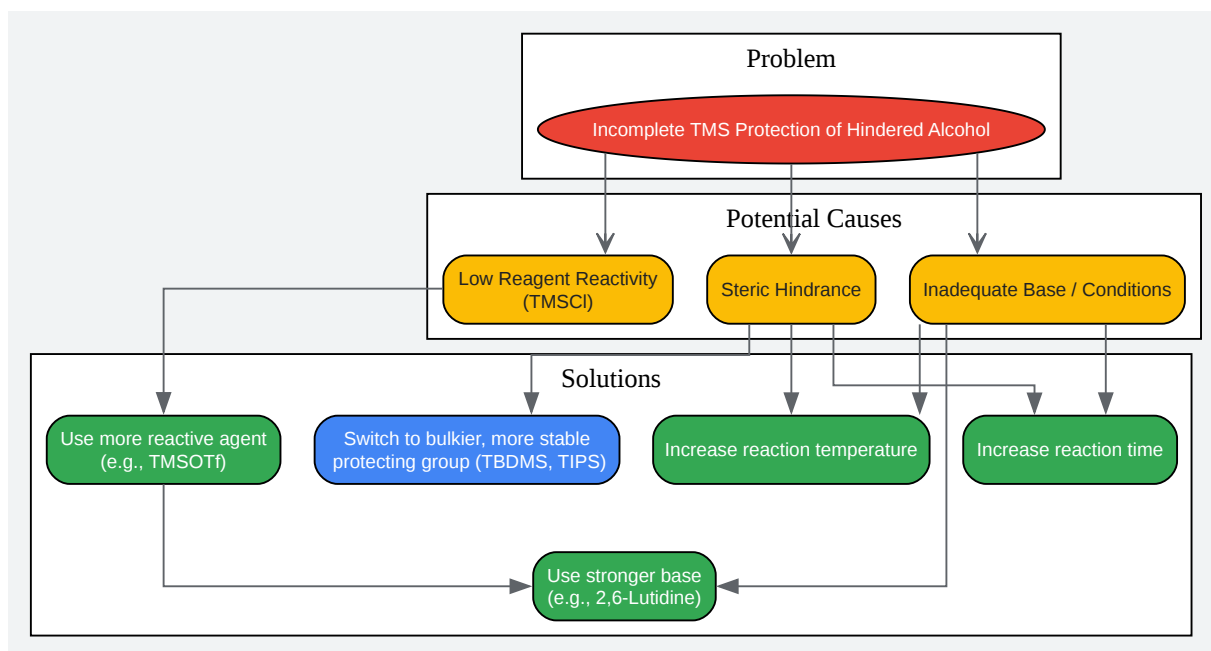 Problem
Incomplete TMS Protection of Hindered Alcohol
Potential Causes
Low Reagent Reactivity
(TMSCl)
Steric Hindrance
Inadequate Base / Conditions
Solutions
Use more reactive agent
(e.g., TMSOTf)
Switch to bulkier, more stable
protecting group (TBDMS, TIPS)
Increase reaction temperature
Increase reaction time
Use stronger base
(e.g., 2,6-Lutidine)